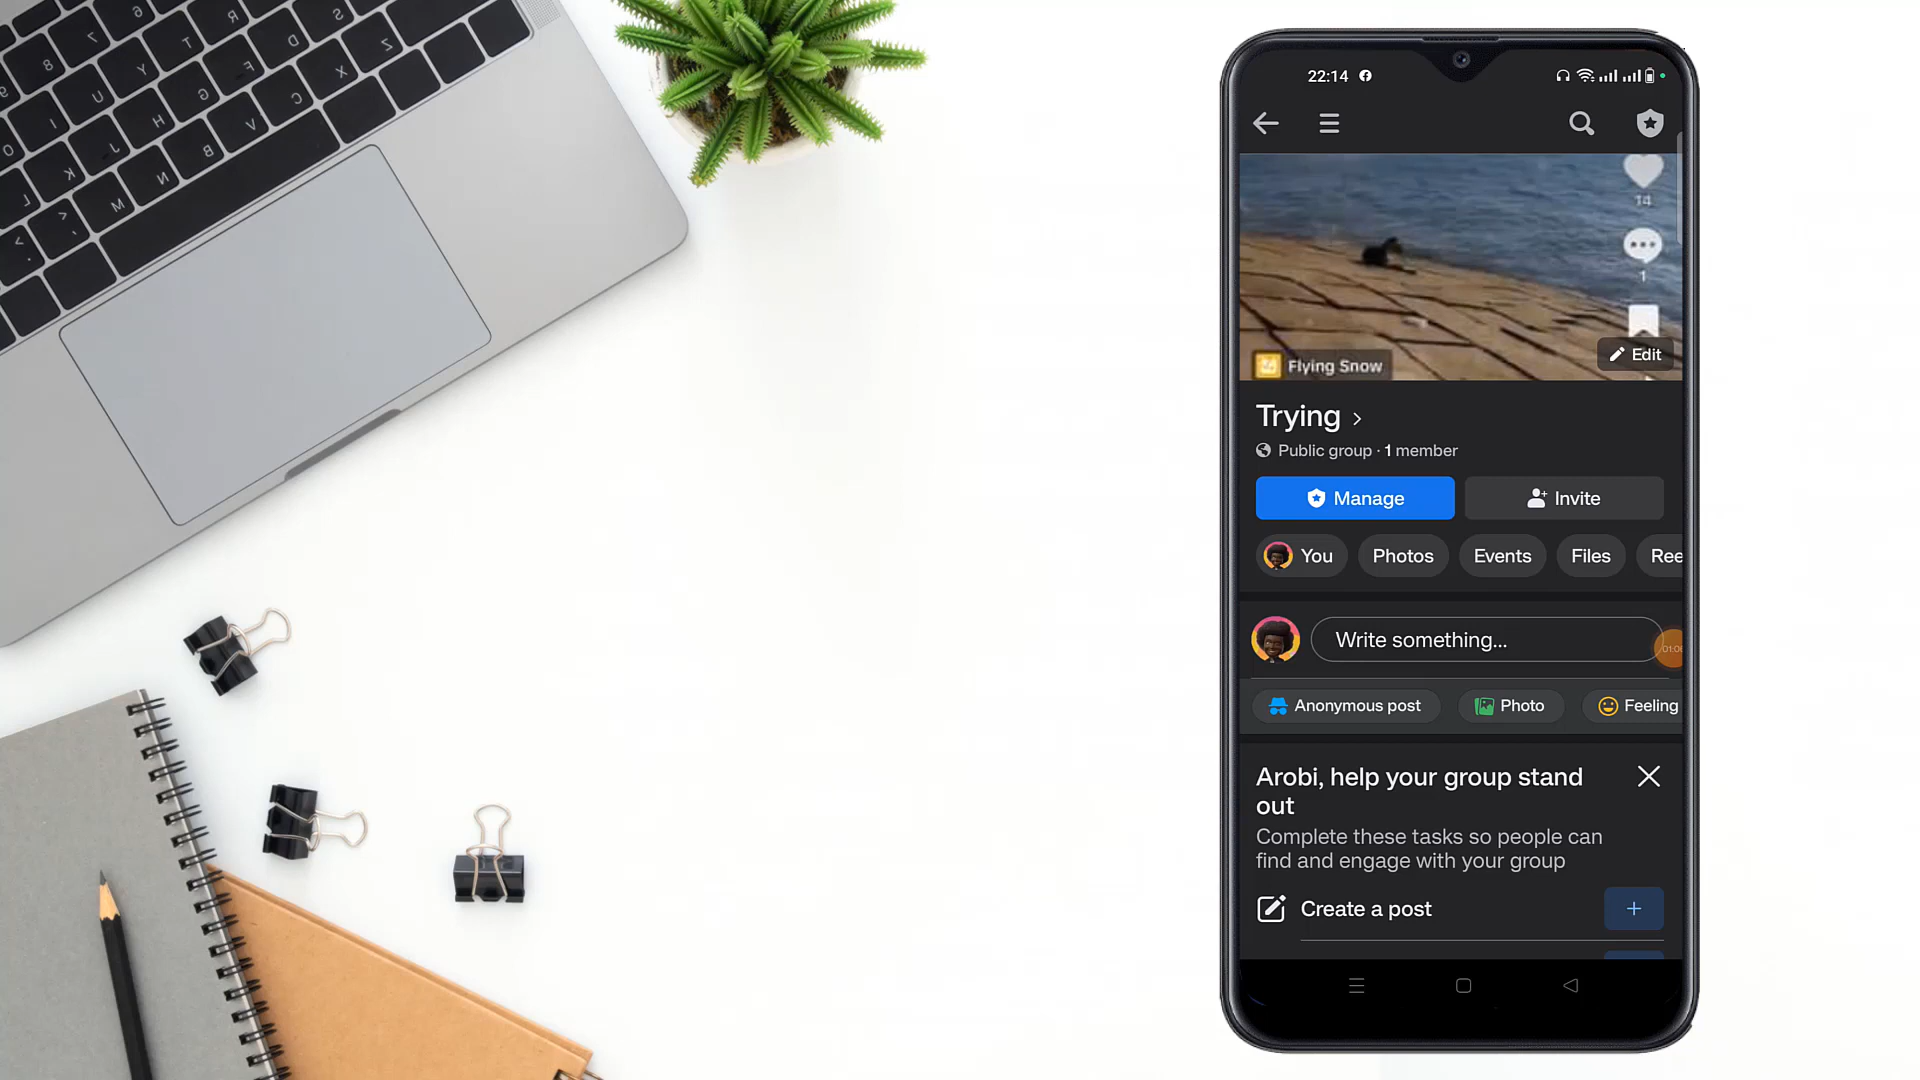 22:14
14
1
Flying Snow
Edit
Trying
Public group · 1 member
Manage
Invite
You
Photos
Events
Files
Ree
Write something...
Anonymous post
Photo
Feeling
Arobi, help your group stand
out
Complete these tasks so people can
find and engage with your group
Create a post